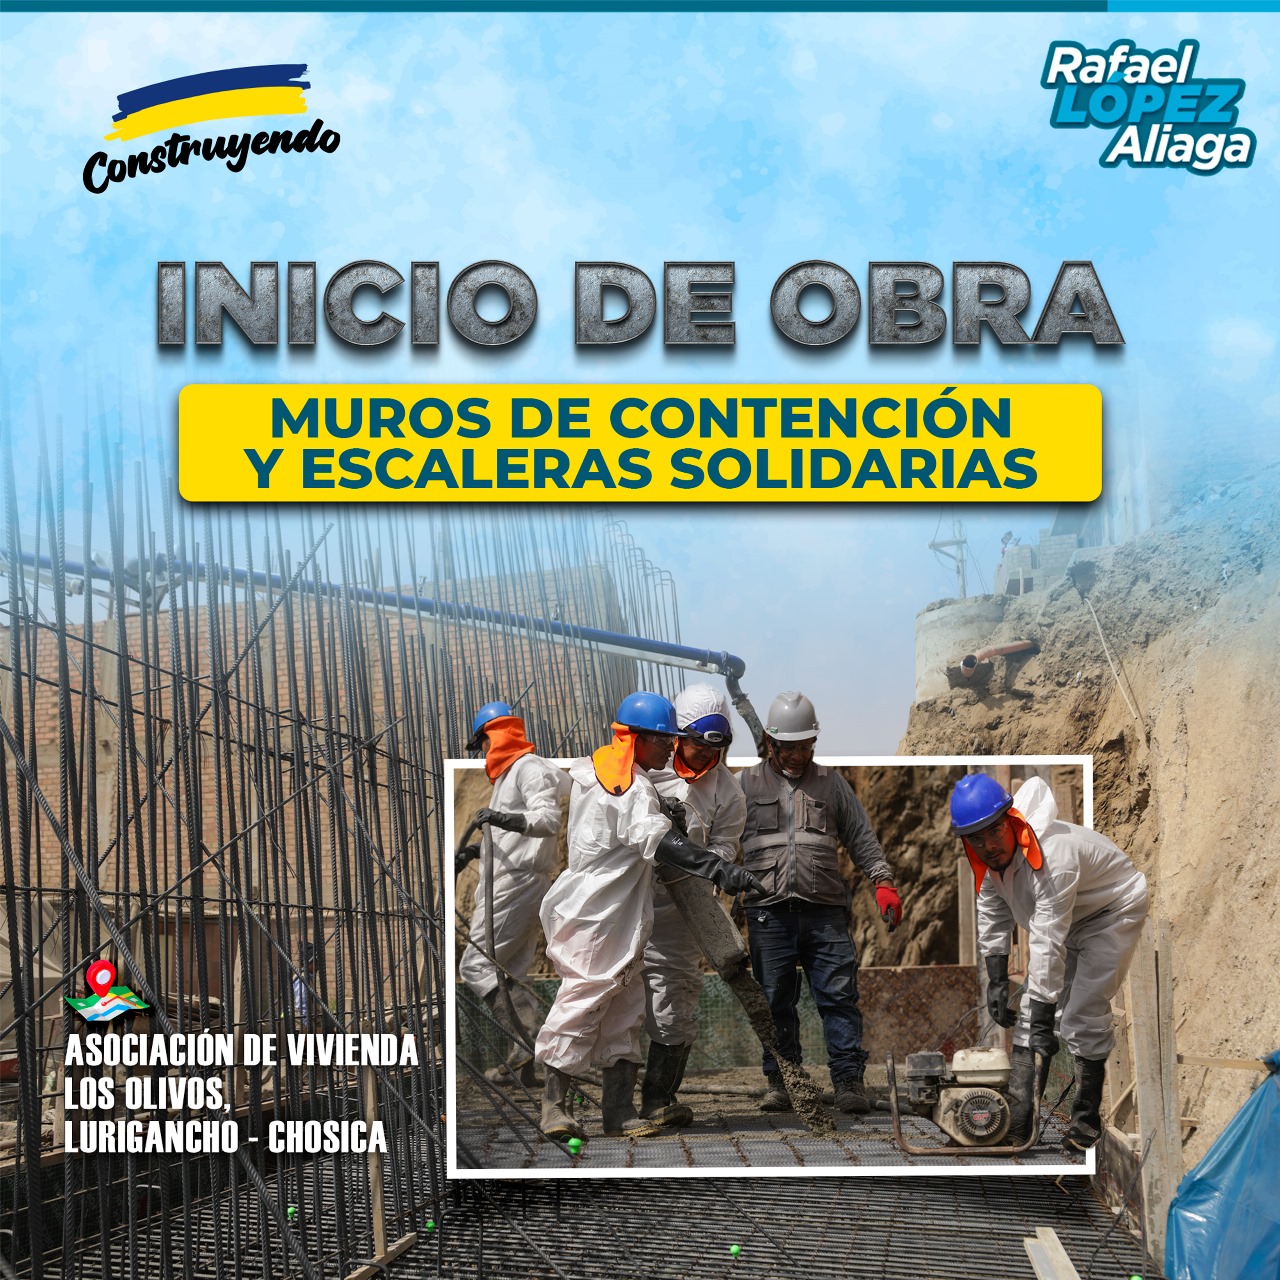 Construyendo
Rafael
LÓPEZ
Aliaga
INICIO DE OBRA
MUROS DE CONTENCIÓN
Y ESCALERAS SOLIDARIAS
ASOCIACIÓN DE VIVIENDA
LOS OLIVOS,
LURIGANCHO - CHOSICA